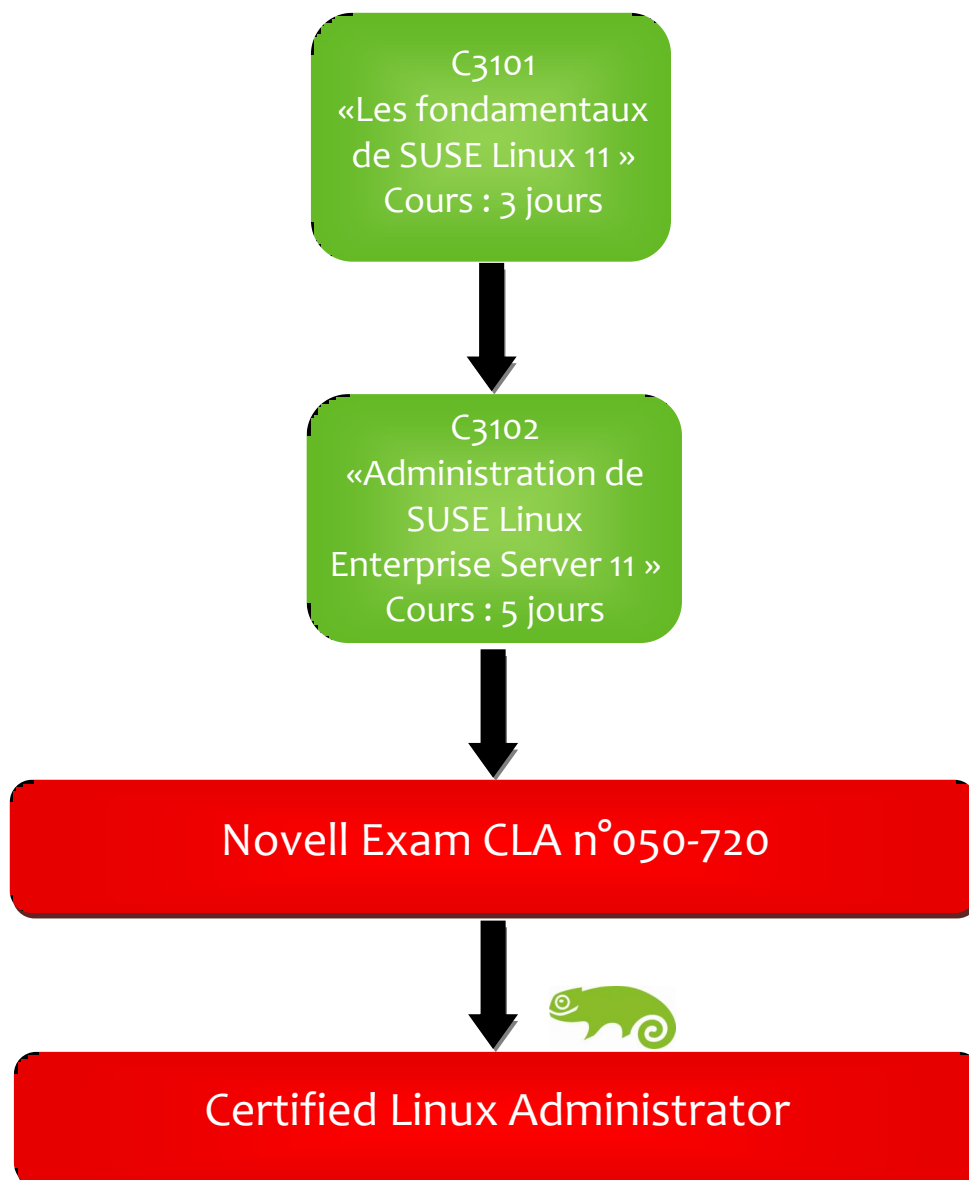 C3101
«Les fondamentaux
de SUSE Linux 11 »
Cours : 3 jours
C3102
«Administration de
SUSE Linux
Enterprise Server 11 »
Cours : 5 jours
Novell Exam CLA n°050-720
Certified Linux Administrator